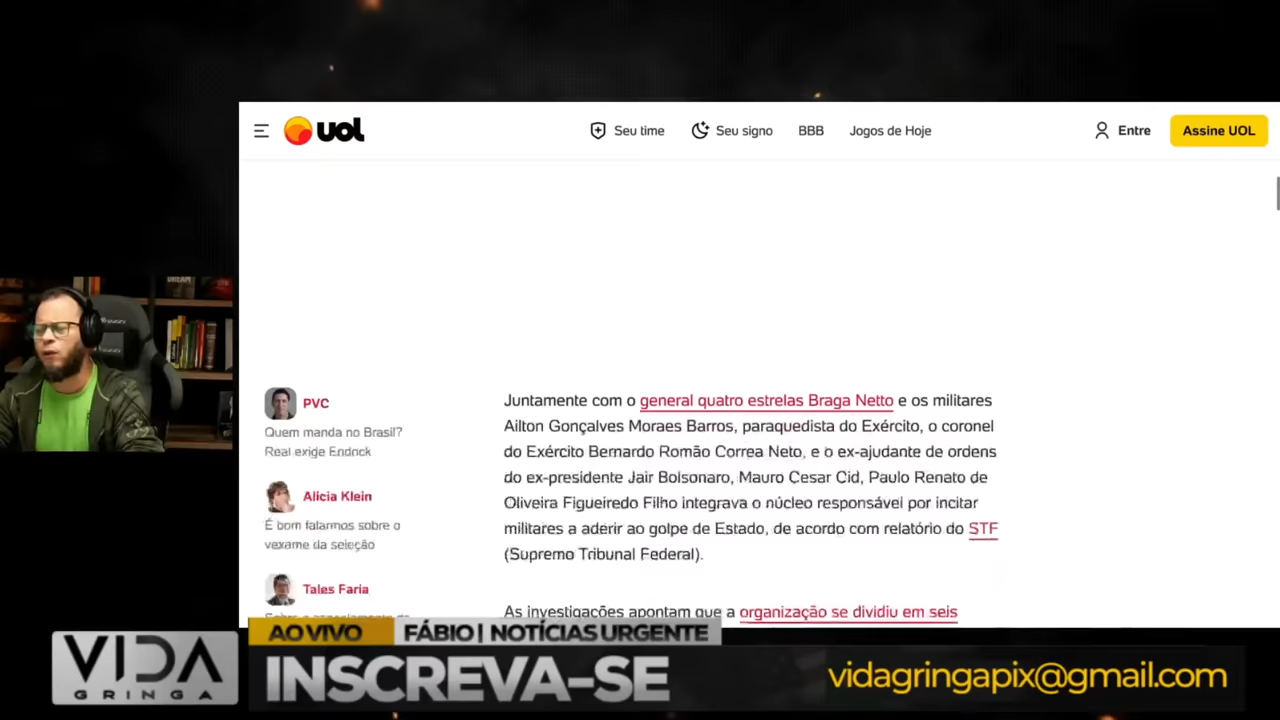 uol
Seu time
Seu signo
BBB
Jogos de Hoje
Entre
Assine UOL
PVC
Quem manda no Brasil?
Real exige Endrick
Alicia Klein
É bom falarmos sobre o
vexame da seleção
Tales Faria
Juntamente com o general quatro estrelas Braga Netto e os militares
Ailton Gonçalves Moraes Barros, paraquedista do Exército, o coronel
do Exército Bernardo Romão Correa Neto, e o ex-ajudante de ordens
do ex-presidente Jair Bolsonaro, Mauro Cesar Cid, Paulo Renato de
Oliveira Figueiredo Filho integrava o núcleo responsável por incitar
militares a aderir ao golpe de Estado, de acordo com relatório do STF
(Supremo Tribunal Federal).
As investigações apontam que a organização se dividiu em seis
AO VIVO
FÁBIO | NOTÍCIAS URGENTE
VIDA
GRINGA
INSCREVA-SE
vidagringapix@gmail.com